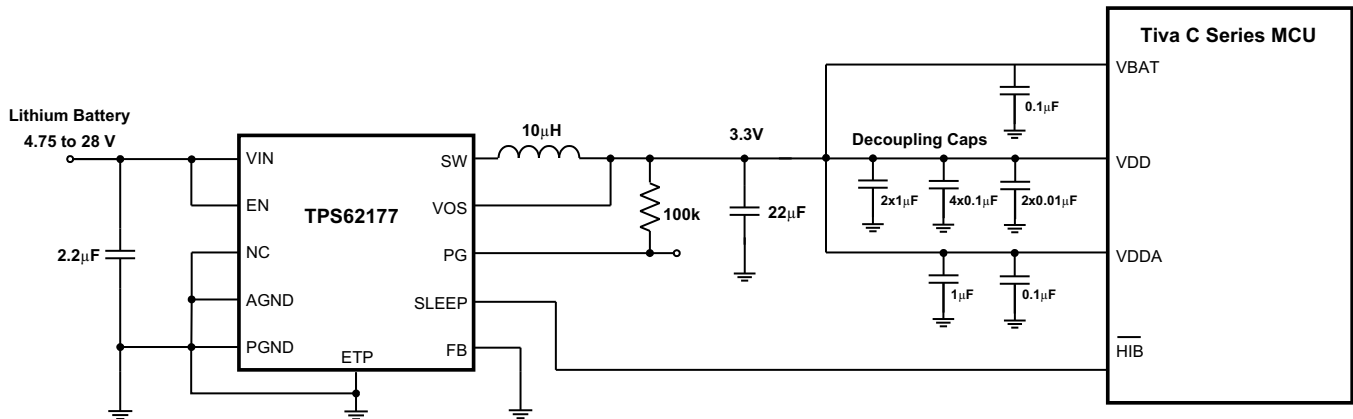 Tiva C Series MCU
VBAT
0.1μF
Lithium Battery
4.75 to 28 V
10μH
3.3V
Decoupling Caps
VIN
SW
VDD
EN
TPS62177
VOS
100k
22μF
2x1μF
4x0.1μF
2x0.01μF
2.2μF
NC
PG
VDDA
AGND
SLEEP
1μF
0.1μF
PGND
ETP
FB
HIB